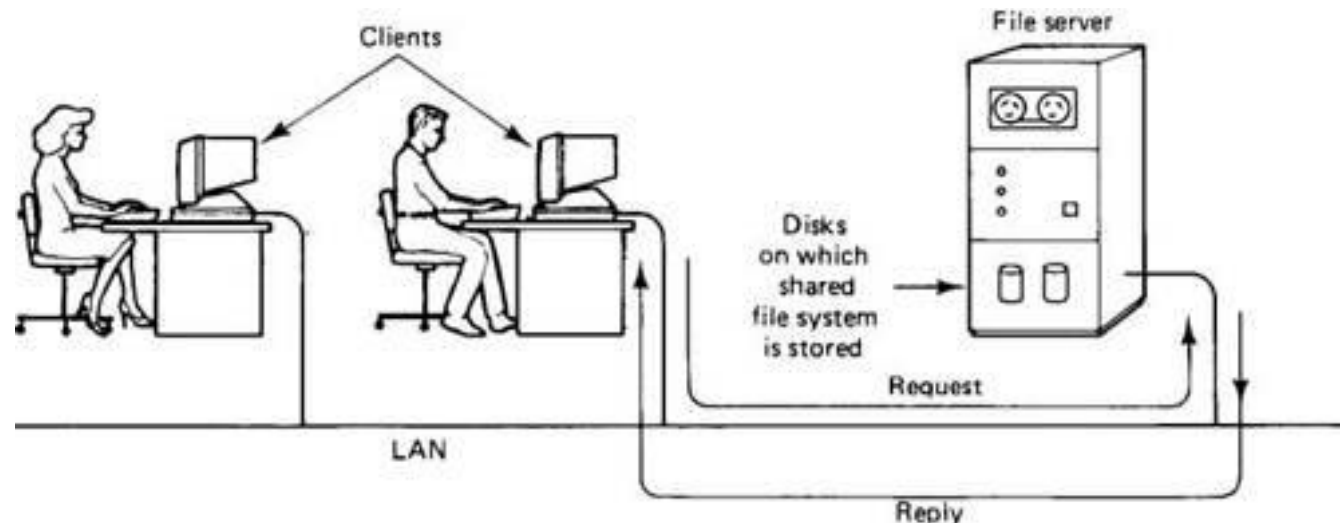 Clients
File server
Disks
on which
shared
file system
is stored
Request
LAN
Reply